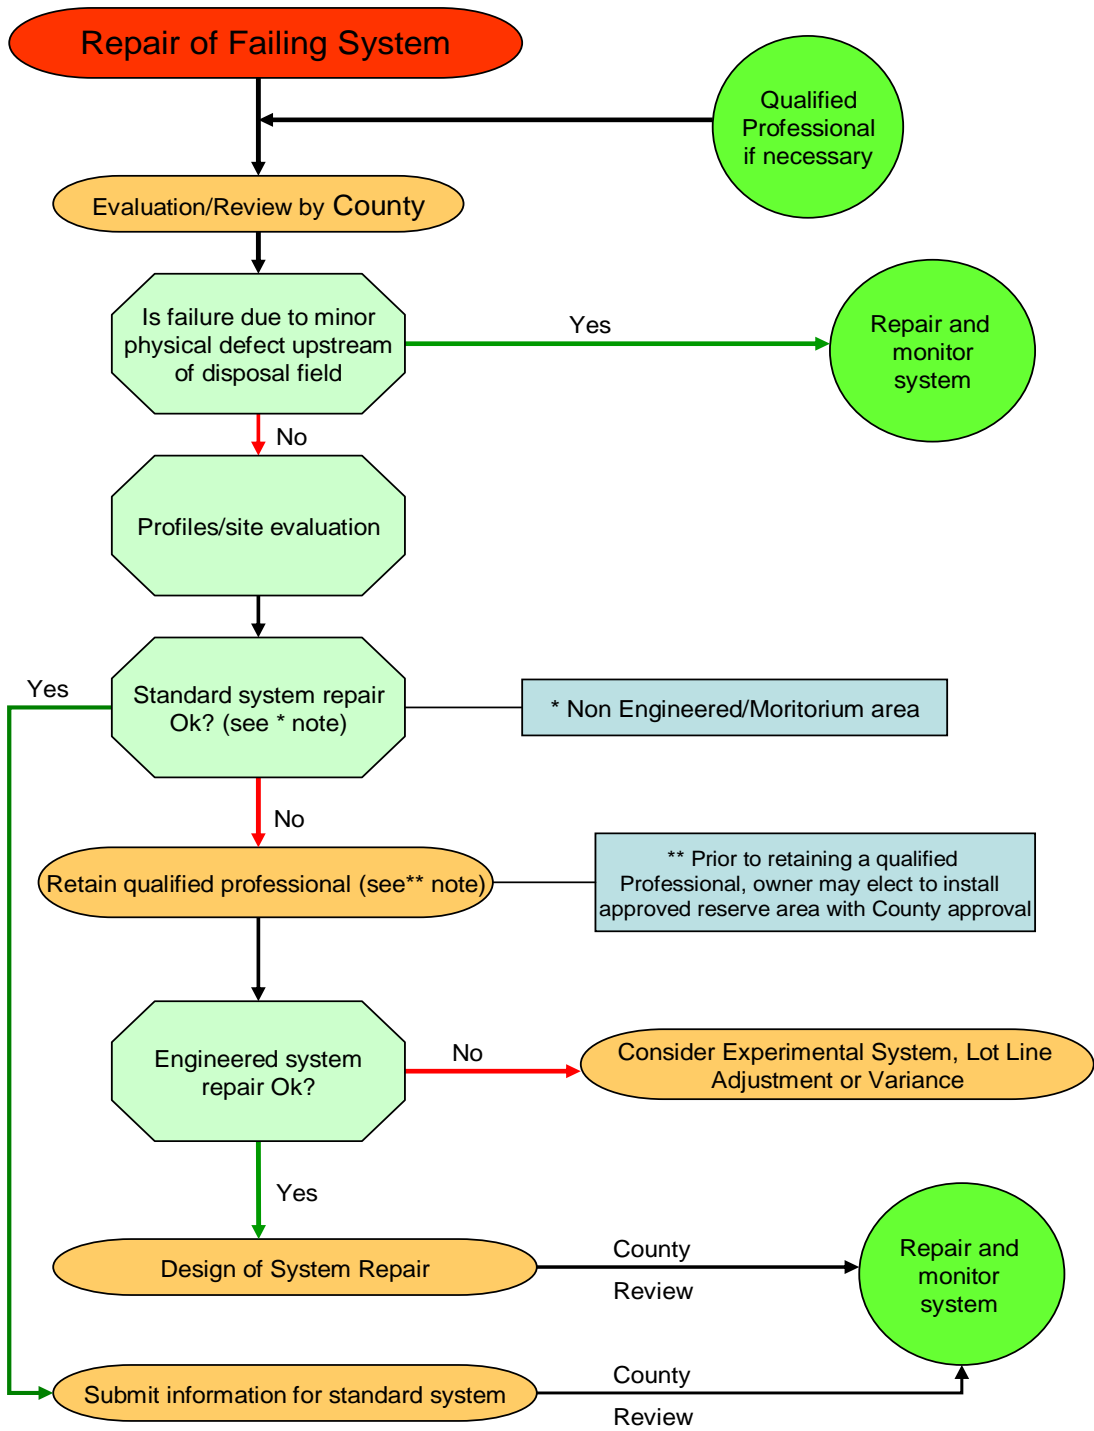 Repair of Failing System
Qualified
Professional
if necessary
Evaluation/Review by County
Is failure due to minor
physical defect upstream
of disposal field
Yes
Repair and
monitor
system
No
Profiles/site evaluation
Yes
Standard system repair
Ok? (see * note)
* Non Engineered/Moritorium area
No
Retain qualified professional (see** note)
** Prior to retaining a qualified
Professional, owner may elect to install
approved reserve area with County approval
Engineered system
repair Ok?
No
Consider Experimental System, Lot Line
Adjustment or Variance
Yes
Design of System Repair
County
Review
Repair and
monitor
system
Submit information for standard system
County
Review